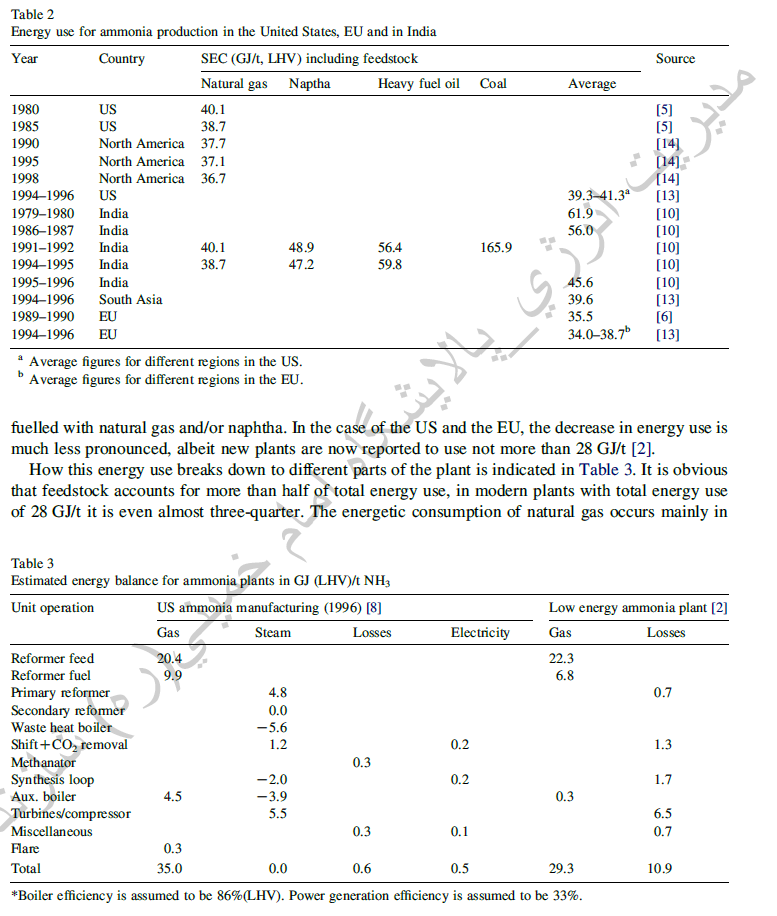 Table 2
Energy use for ammonia production in the United States, EU and in India
Year Country SEC (GJ/t, LHV) including feedstock Source
Natural gas Naptha Heavy fuel oil Coal Average
1980 US 40.1 [5]
1985 US 38.7 [5]
1990 North America 37.7 [14]
1995 North America 37.1 [14]
1998 North America 36.7 [14]
1994–1996 US 39.3–41.3a [13]
1979–1980 India 61.9 [10]
1986–1987 India 56.0 [10]
1991–1992 India 40.1 48.9 56.4 165.9 [10]
1994–1995 India 38.7 47.2 59.8 [10]
1995–1996 India 45.6 [10]
1994–1996 South Asia 39.6 [13]
1989–1990 EU 35.5 [6]
1994–1996 EU 34.0–38.7b [13]
a Average figures for different regions in the US.
b Average figures for different regions in the EU.
fuelled with natural gas and/or naphtha. In the case of the US and the EU, the decrease in energy use is
much less pronounced, albeit new plants are now reported to use not more than 28 GJ/t [2].
How this energy use breaks down to different parts of the plant is indicated in Table 3. It is obvious
that feedstock accounts for more than half of total energy use, in modern plants with total energy use
of 28 GJ/t it is even almost three-quarter. The energetic consumption of natural gas occurs mainly in
Table 3
Estimated energy balance for ammonia plants in GJ (LHV)/t NH3
Unit operation US ammonia manufacturing (1996) [8] Low energy ammonia plant [2]
Gas Steam Losses Electricity Gas Losses
Reformer feed 20.4 22.3
Reformer fuel 9.9 6.8
Primary reformer 4.8 0.7
Secondary reformer 0.0
Waste heat boiler −5.6
Shift+CO2 removal 1.2 0.2 1.3
Methanator 0.3
Synthesis loop −2.0 0.2 1.7
Aux. boiler 4.5 −3.9 0.3
Turbines/compressor 5.5 6.5
Miscellaneous 0.3 0.1 0.7
Flare 0.3
Total 35.0 0.0 0.6 0.5 29.3 10.9
*Boiler efficiency is assumed to be 86%(LHV). Power generation efficiency is assumed to be 33%.
مدیریت انرژی_پالایشگاه امام خمینی(ره)